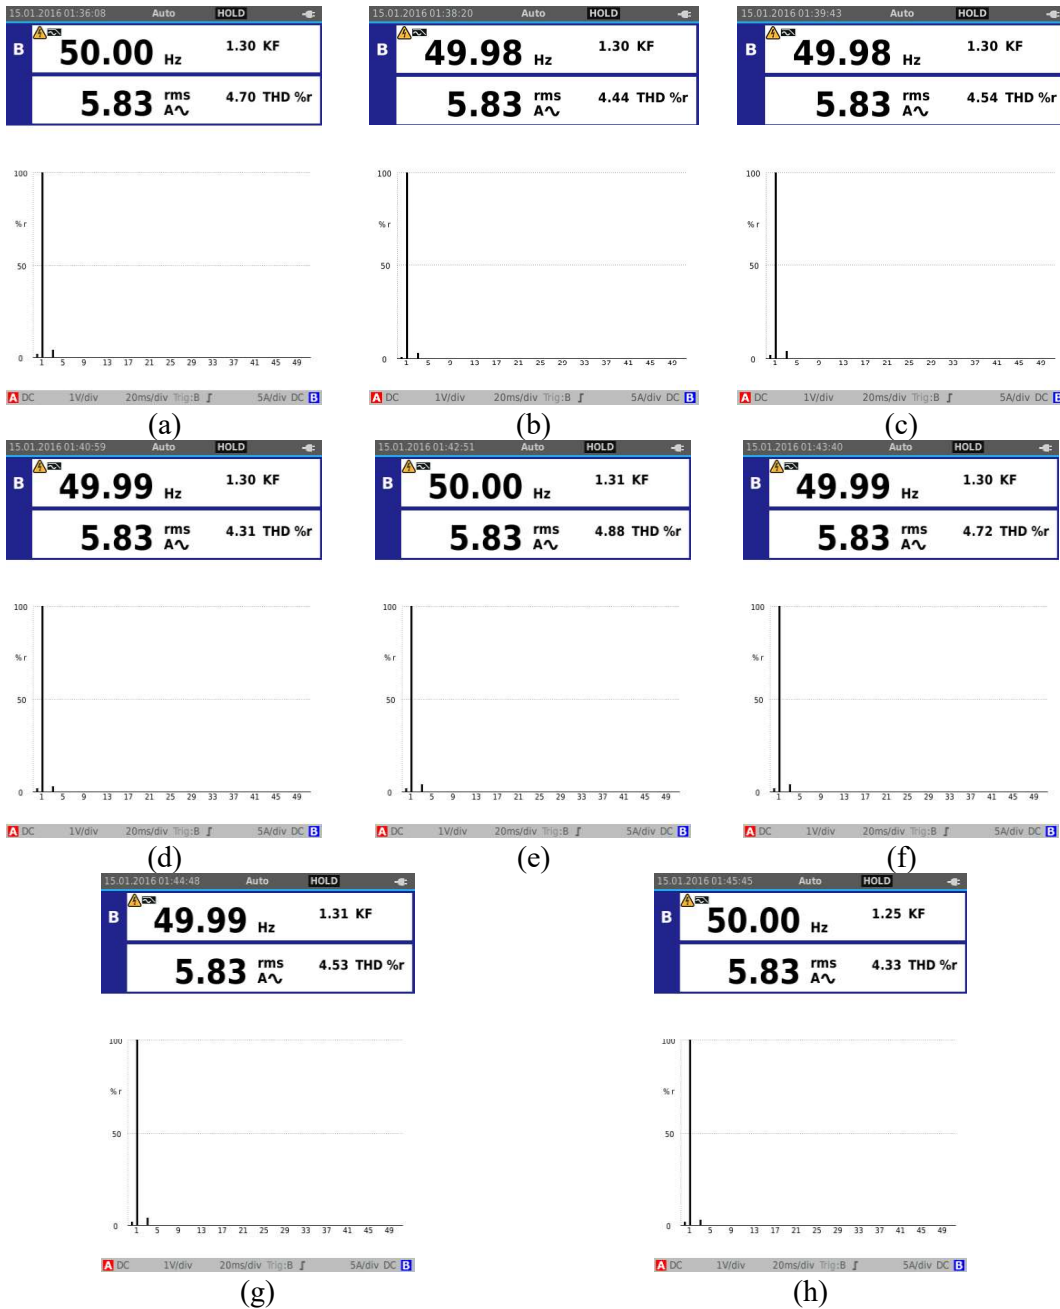 15.01.2016 01:36:08 Auto HOLD
B 50.00 Hz 1.30 KF
5.83 rms A 4.70 THD %r
100
%r
50
0
1 5 9 13 17 21 25 29 33 37 41 45 49
A DC 1V/div 20ms/div Trig:B 5A/div DC B
(a)
15.01.2016 01:38:20 Auto HOLD
B 49.98 Hz 1.30 KF
5.83 rms A 4.44 THD %r
100
%r
50
0
1 5 9 13 17 21 25 29 33 37 41 45 49
A DC 1V/div 20ms/div Trig:B 5A/div DC B
(b)
15.01.2016 01:39:43 Auto HOLD
B 49.98 Hz 1.30 KF
5.83 rms A 4.54 THD %r
100
%r
50
0
1 5 9 13 17 21 25 29 33 37 41 45 49
A DC 1V/div 20ms/div Trig:B 5A/div DC B
(c)
15.01.2016 01:40:59 Auto HOLD
B 49.99 Hz 1.30 KF
5.83 rms A 4.31 THD %r
100
%r
50
0
1 5 9 13 17 21 25 29 33 37 41 45 49
A DC 1V/div 20ms/div Trig:B 5A/div DC B
(d)
15.01.2016 01:42:51 Auto HOLD
B 50.00 Hz 1.31 KF
5.83 rms A 4.88 THD %r
100
%r
50
0
1 5 9 13 17 21 25 29 33 37 41 45 49
A DC 1V/div 20ms/div Trig:B 5A/div DC B
(e)
15.01.2016 01:43:40 Auto HOLD
B 49.99 Hz 1.30 KF
5.83 rms A 4.72 THD %r
100
%r
50
0
1 5 9 13 17 21 25 29 33 37 41 45 49
A DC 1V/div 20ms/div Trig:B 5A/div DC B
(f)
15.01.2016 01:44:48 Auto HOLD
B 49.99 Hz 1.31 KF
5.83 rms A 4.53 THD %r
100
%r
50
0
1 5 9 13 17 21 25 29 33 37 41 45 49
A DC 1V/div 20ms/div Trig:B 5A/div DC B
(g)
15.01.2016 01:45:45 Auto HOLD
B 50.00 Hz 1.25 KF
5.83 rms A 4.33 THD %r
100
%r
50
0
1 5 9 13 17 21 25 29 33 37 41 45 49
A DC 1V/div 20ms/div Trig:B 5A/div DC B
(h)